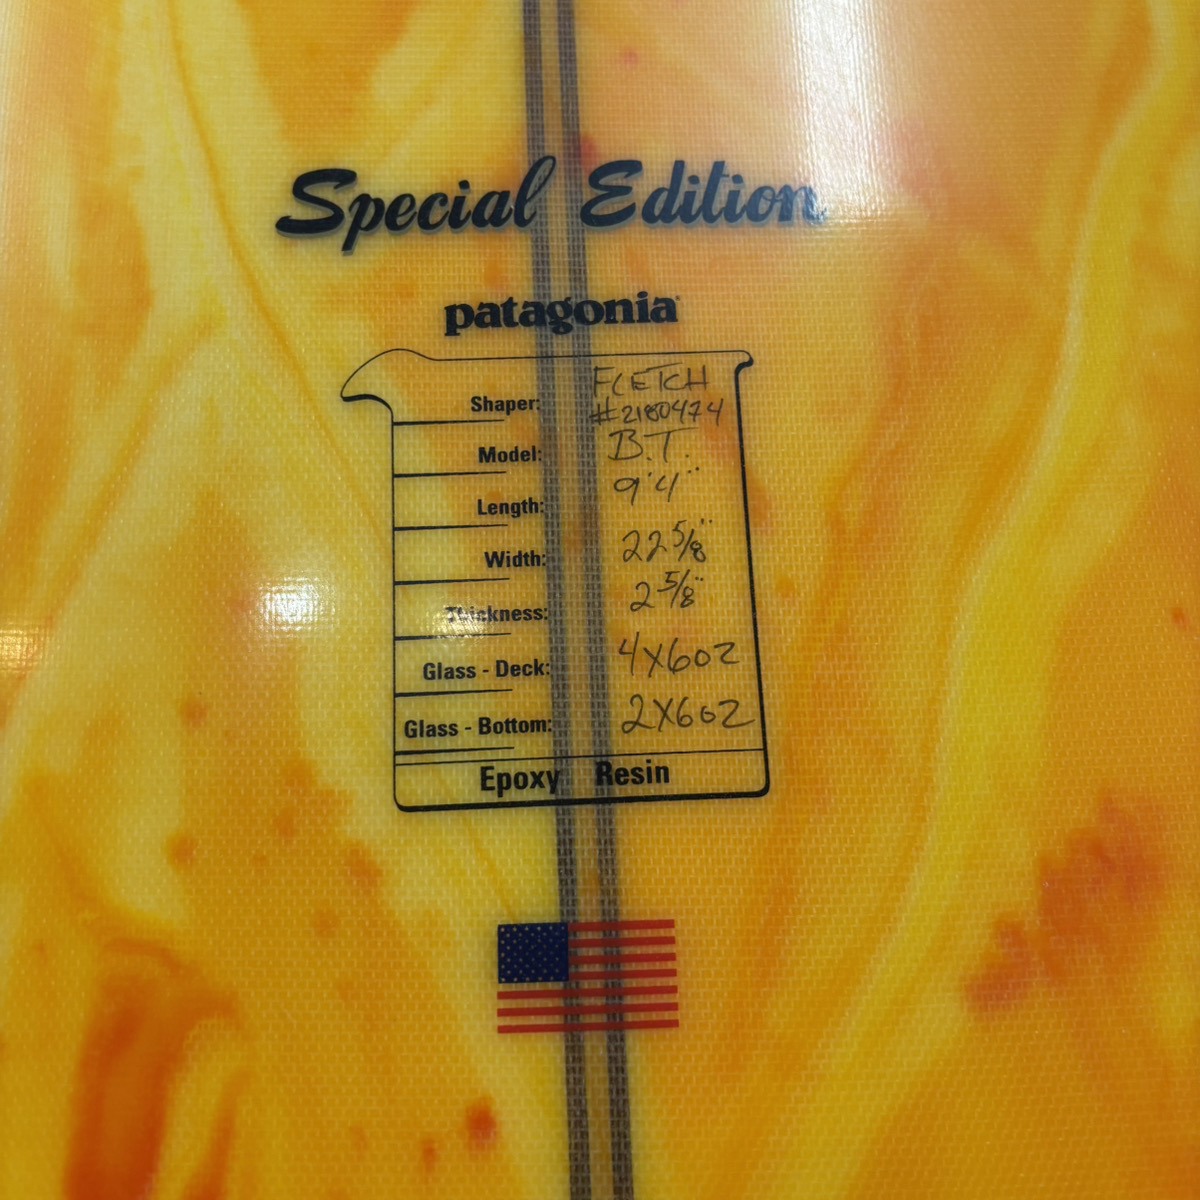 Special Edition
patagonia
Shaper: FLETCH
#2180474
Model: B.T.
Length: 9'4"
Width: 22 5/8"
Thickness: 2 5/8"
Glass - Deck: 4X6oz
Glass - Bottom: 2X6oz
Epoxy Resin